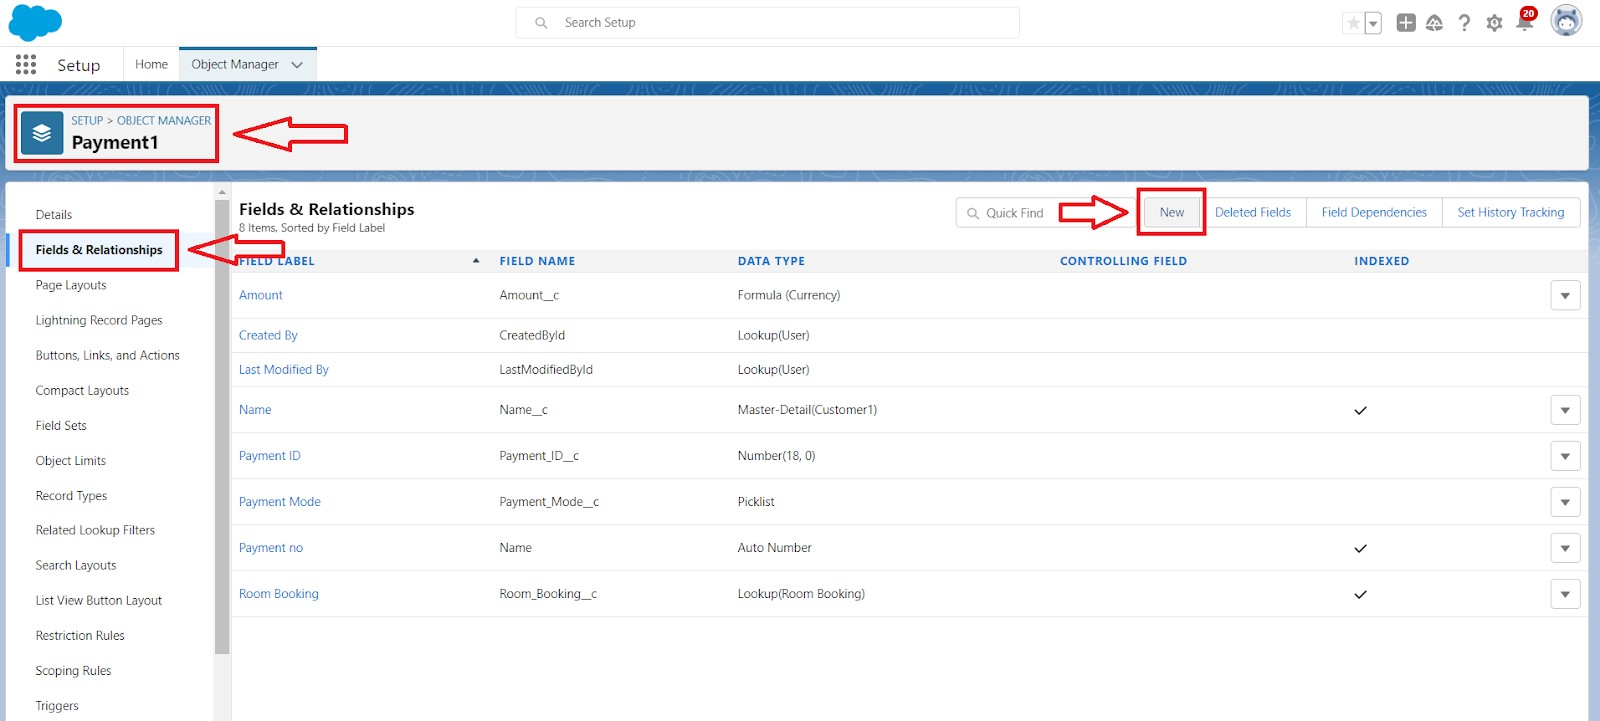 Search Setup
20
Setup
Home
Object Manager
SETUP > OBJECT MANAGER
Payment1
Details
Fields & Relationships
Page Layouts
Lightning Record Pages
Buttons, Links, and Actions
Compact Layouts
Field Sets
Object Limits
Record Types
Related Lookup Filters
Search Layouts
List View Button Layout
Restriction Rules
Scoping Rules
Triggers
Fields & Relationships
8 Items, Sorted by Field Label
Quick Find
New
Deleted Fields
Field Dependencies
Set History Tracking
FIELD LABEL FIELD NAME DATA TYPE CONTROLLING FIELD INDEXED
Amount Amount__c Formula (Currency)
Created By CreatedById Lookup(User)
Last Modified By LastModifiedById Lookup(User)
Name Name__c Master-Detail(Customer1)
Payment ID Payment_ID__c Number(18, 0)
Payment Mode Payment_Mode__c Picklist
Payment no Name Auto Number
Room Booking Room_Booking__c Lookup(Room Booking)